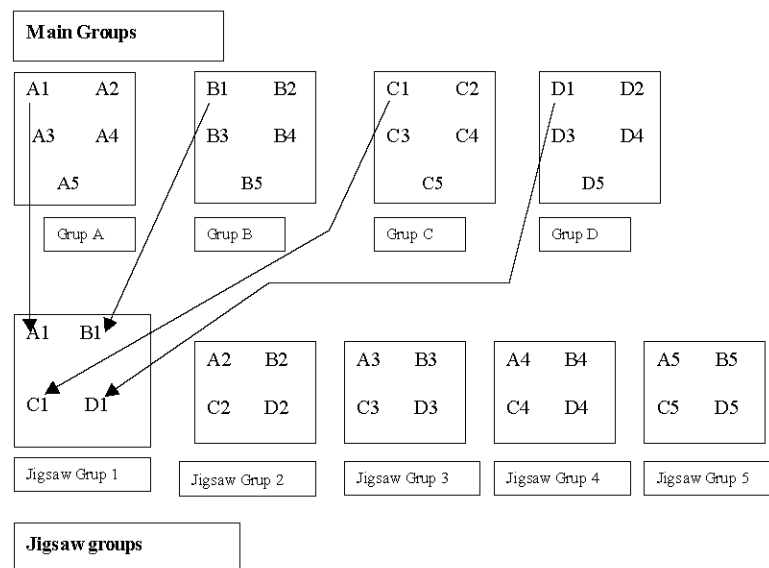 Main Groups
A1 A2 B1 B2 C1 C2 D1 D2
A3 A4 B3 B4 C3 C4 D3 D4
A5 B5 C5 D5
Grup A Grup B Grup C Grup D
A1 B1
A2 B2 A3 B3 A4 B4 A5 B5
C1 D1 C2 D2 C3 D3 C4 D4 C5 D5
Jigsaw Grup 1 Jigsaw Grup 2 Jigsaw Grup 3 Jigsaw Grup 4 Jigsaw Grup 5
Jigsaw groups